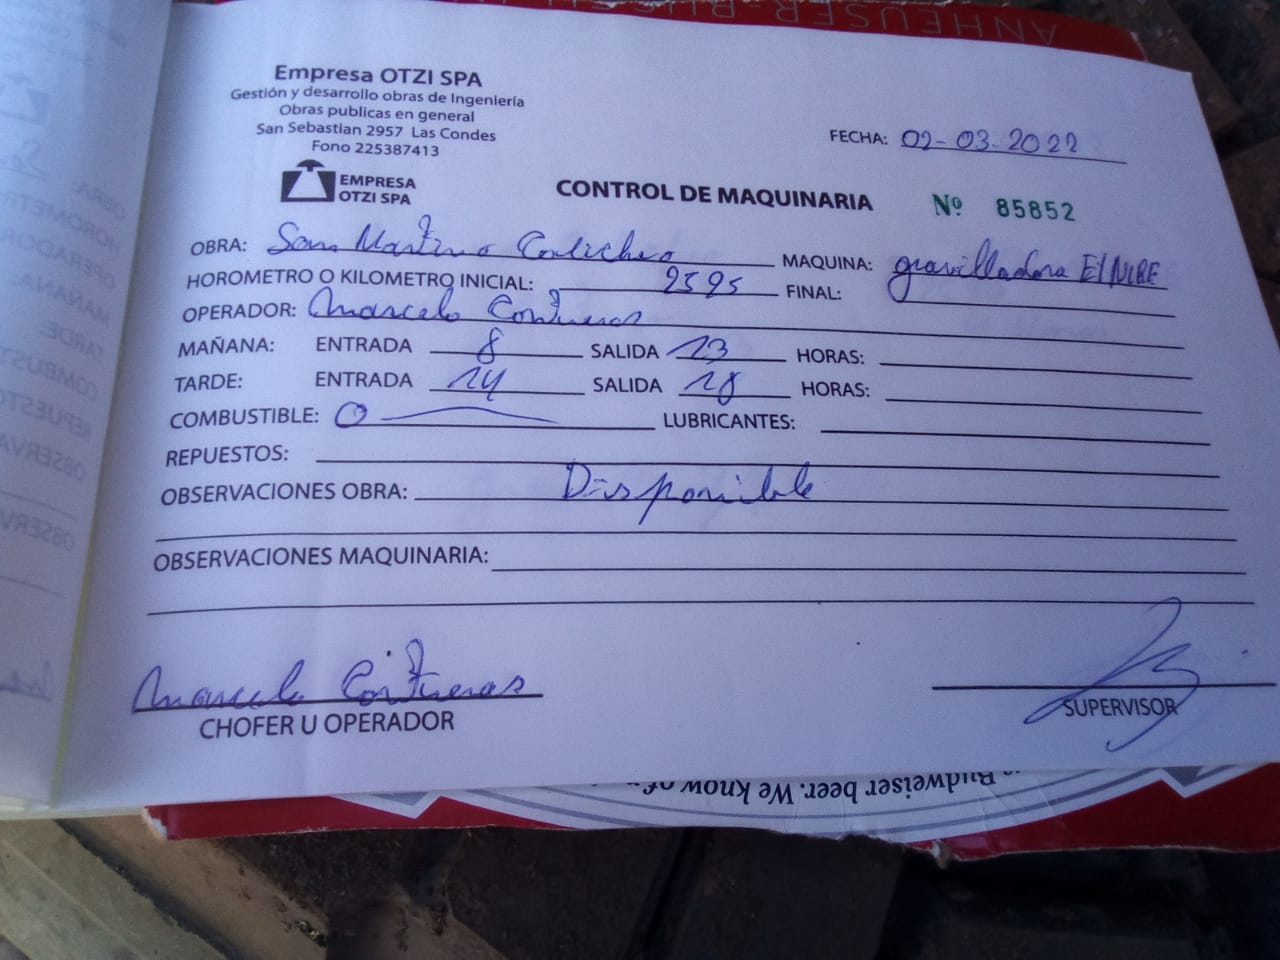 ANHEUSER-BUSCH
Empresa OTZI SPA
Gestión y desarrollo obras de Ingeniería
Obras publicas en general
San Sebastian 2957 Las Condes
Fono 225387413
EMPRESA
OTZI SPA
FECHA: 02-03-2022
CONTROL DE MAQUINARIA Nº 85852
OBRA: San Martino Colicheo MAQUINA: gravilladora EINIBE
HOROMETRO O KILOMETRO INICIAL: 2595 FINAL:
OPERADOR: Marcelo Contreras
MAÑANA: ENTRADA 8 SALIDA 13 HORAS:
TARDE: ENTRADA 14 SALIDA 18 HORAS:
COMBUSTIBLE: 0 LUBRICANTES:
REPUESTOS:
OBSERVACIONES OBRA: Disponible
OBSERVACIONES MAQUINARIA:
Marcelo Contreras
CHOFER U OPERADOR
SUPERVISOR
Budweiser beer. We know of